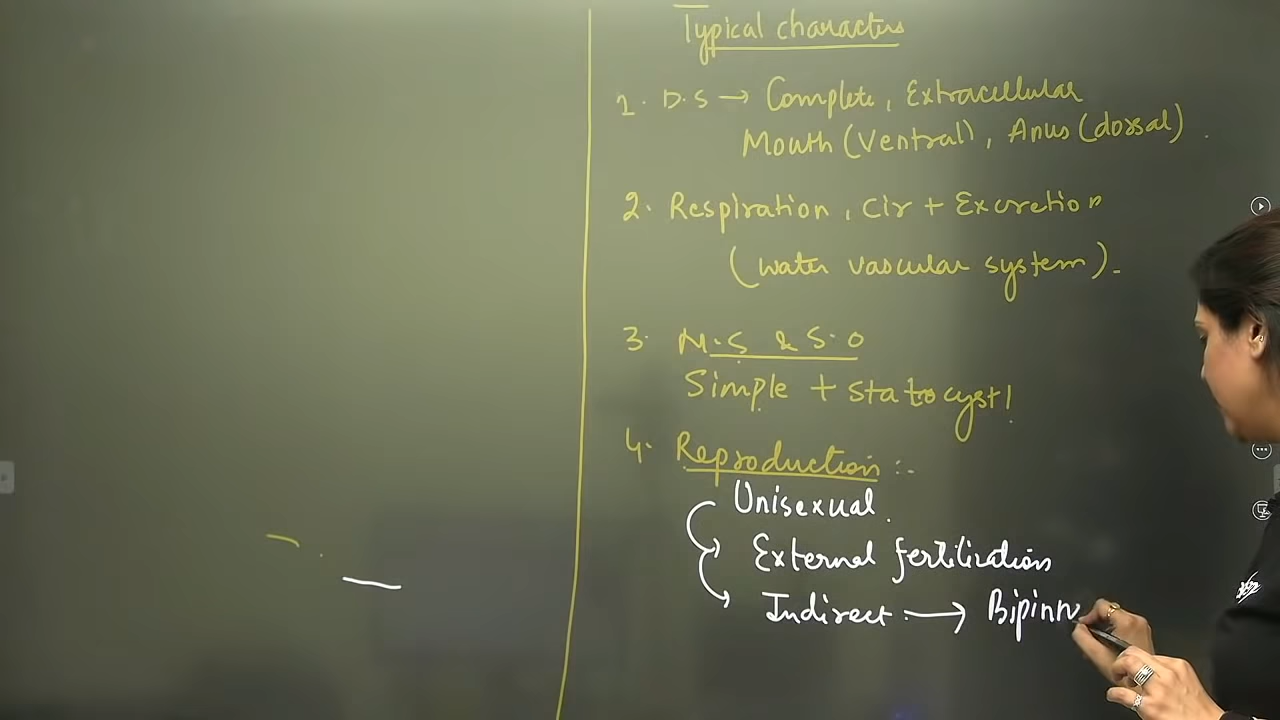 Typical characters
1. D.S → Complete, Extracellular
Mouth (Ventral), Anus (dorsal).
2. Respiration, Cir + Excretion
(water vascular system).
3. N.S & S.O
Simple + statocyst!
4. Reproduction :-
Unisexual.
External fertilization
Indirect. → Bipinn